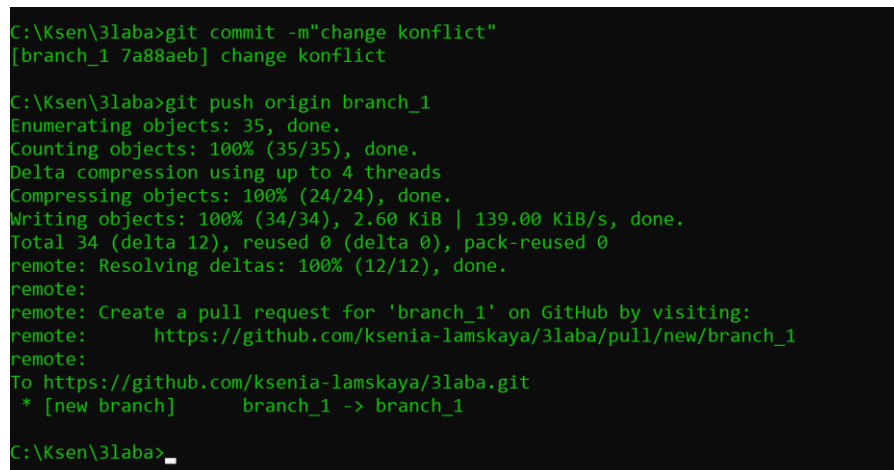 C:\Ksen\3laba>git commit -m"change konflict"
[branch_1 7a88aeb] change konflict
C:\Ksen\3laba>git push origin branch_1
Enumerating objects: 35, done.
Counting objects: 100% (35/35), done.
Delta compression using up to 4 threads
Compressing objects: 100% (24/24), done.
Writing objects: 100% (34/34), 2.60 KiB | 139.00 KiB/s, done.
Total 34 (delta 12), reused 0 (delta 0), pack-reused 0
remote: Resolving deltas: 100% (12/12), done.
remote:
remote: Create a pull request for 'branch_1' on GitHub by visiting:
remote:      https://github.com/ksenia-lamskaya/3laba/pull/new/branch_1
remote:
To https://github.com/ksenia-lamskaya/3laba.git
 * [new branch]      branch_1 -> branch_1
C:\Ksen\3laba>